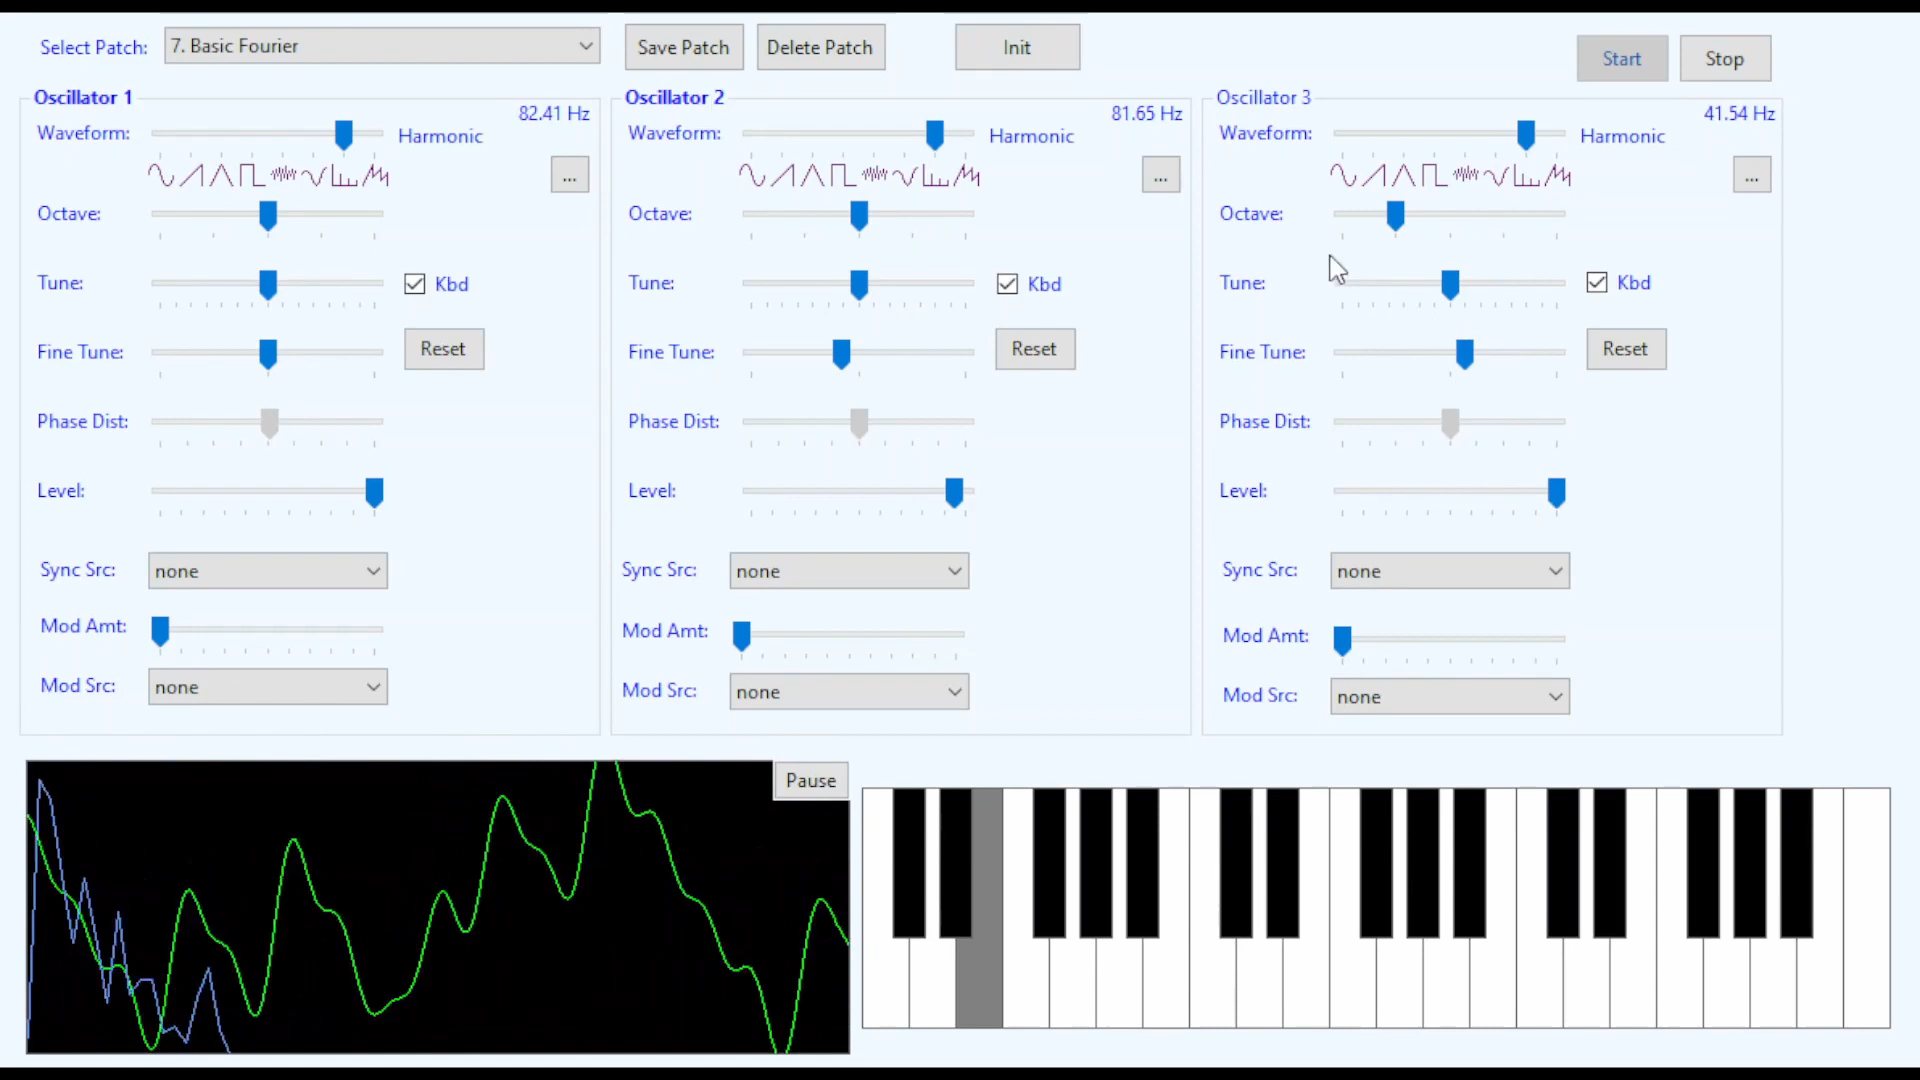 Select Patch: 7. Basic Fourier Save Patch Delete Patch Init Start Stop
Oscillator 1 82.41 Hz
Waveform: Harmonic
...
Octave:
Tune: Kbd
Fine Tune: Reset
Phase Dist:
Level:
Sync Src: none
Mod Amt:
Mod Src: none
Oscillator 2 81.65 Hz
Waveform: Harmonic
...
Octave:
Tune: Kbd
Fine Tune: Reset
Phase Dist:
Level:
Sync Src: none
Mod Amt:
Mod Src: none
Oscillator 3 41.54 Hz
Waveform: Harmonic
...
Octave:
Tune: Kbd
Fine Tune: Reset
Phase Dist:
Level:
Sync Src: none
Mod Amt:
Mod Src: none
Pause